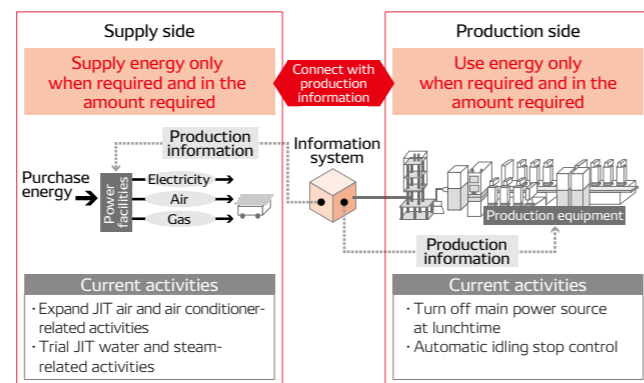 Supply side
Supply energy only
when required and in the
amount required
Connect with
production
information
Production side
Use energy only
when required and in the
amount required
Production
information
Information
system
Purchase
energy
Power
facilities
Electricity
Air
Gas
Production equipment
Production
information
Current activities
· Expand JIT air and air conditioner-
related activities
· Trial JIT water and steam-
related activities
Current activities
· Turn off main power source
at lunchtime
· Automatic idling stop control